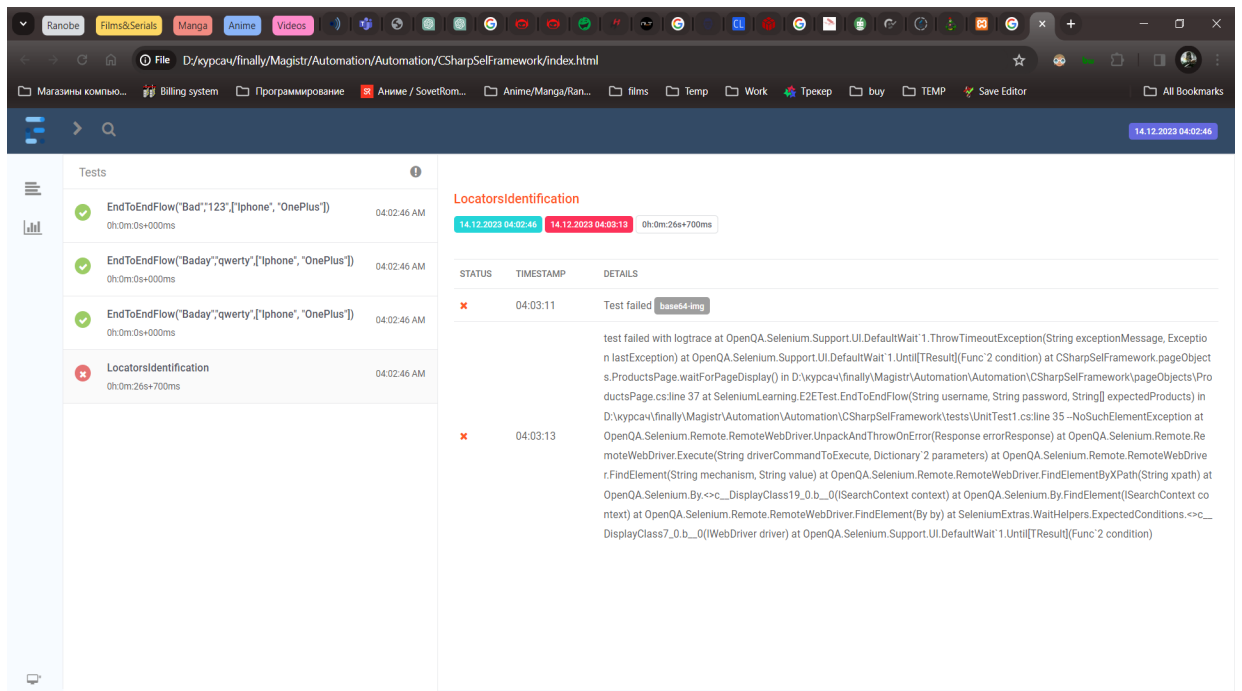 Ranobe Films&Serials Manga Anime Videos
File D:/курсач/finally/Magistr/Automation/Automation/CSharpSelFramework/index.html
Магазины компью... Billing system Программирование Аниме / SovetRom... Anime/Manga/Ran... films Temp Work Трекер buy TEMP Save Editor All Bookmarks
14.12.2023 04:02:46
Tests
EndToEndFlow("Bad","123",["Iphone", "OnePlus"])
04:02:46 AM
0h:0m:0s+000ms
EndToEndFlow("Baday","qwerty",["Iphone", "OnePlus"])
04:02:46 AM
0h:0m:0s+000ms
EndToEndFlow("Baday","qwerty",["Iphone", "OnePlus"])
04:02:46 AM
0h:0m:0s+000ms
LocatorsIdentification
04:02:46 AM
0h:0m:26s+700ms
LocatorsIdentification
14.12.2023 04:02:46 14.12.2023 04:03:13 0h:0m:26s+700ms
STATUS TIMESTAMP DETAILS
04:03:11 Test failed base64-img
04:03:13
test failed with logtrace at OpenQA.Selenium.Support.UI.DefaultWait`1.ThrowTimeoutException(String exceptionMessage, Exceptio
n lastException) at OpenQA.Selenium.Support.UI.DefaultWait`1.Until[TResult](Func`2 condition) at CSharpSelFramework.pageObject
s.ProductsPage.waitForPageDisplay() in D:\курсач\finally\Magistr\Automation\Automation\CSharpSelFramework\pageObjects\Pro
ductsPage.cs:line 37 at SeleniumLearning.E2ETest.EndToEndFlow(String username, String password, String[] expectedProducts) in
D:\курсач\finally\Magistr\Automation\Automation\CSharpSelFramework\tests\UnitTest1.cs:line 35 --NoSuchElementException at
OpenQA.Selenium.Remote.RemoteWebDriver.UnpackAndThrowOnError(Response errorResponse) at OpenQA.Selenium.Remote.Re
moteWebDriver.Execute(String driverCommandToExecute, Dictionary`2 parameters) at OpenQA.Selenium.Remote.RemoteWebDrive
r.FindElement(String mechanism, String value) at OpenQA.Selenium.Remote.RemoteWebDriver.FindElementByXPath(String xpath) at
OpenQA.Selenium.By.<>c__DisplayClass19_0.b__0(ISearchContext context) at OpenQA.Selenium.By.FindElement(ISearchContext co
ntext) at OpenQA.Selenium.Remote.RemoteWebDriver.FindElement(By by) at SeleniumExtras.WaitHelpers.ExpectedConditions.<>c__
DisplayClass7_0.b__0(IWebDriver driver) at OpenQA.Selenium.Support.UI.DefaultWait`1.Until[TResult](Func`2 condition)